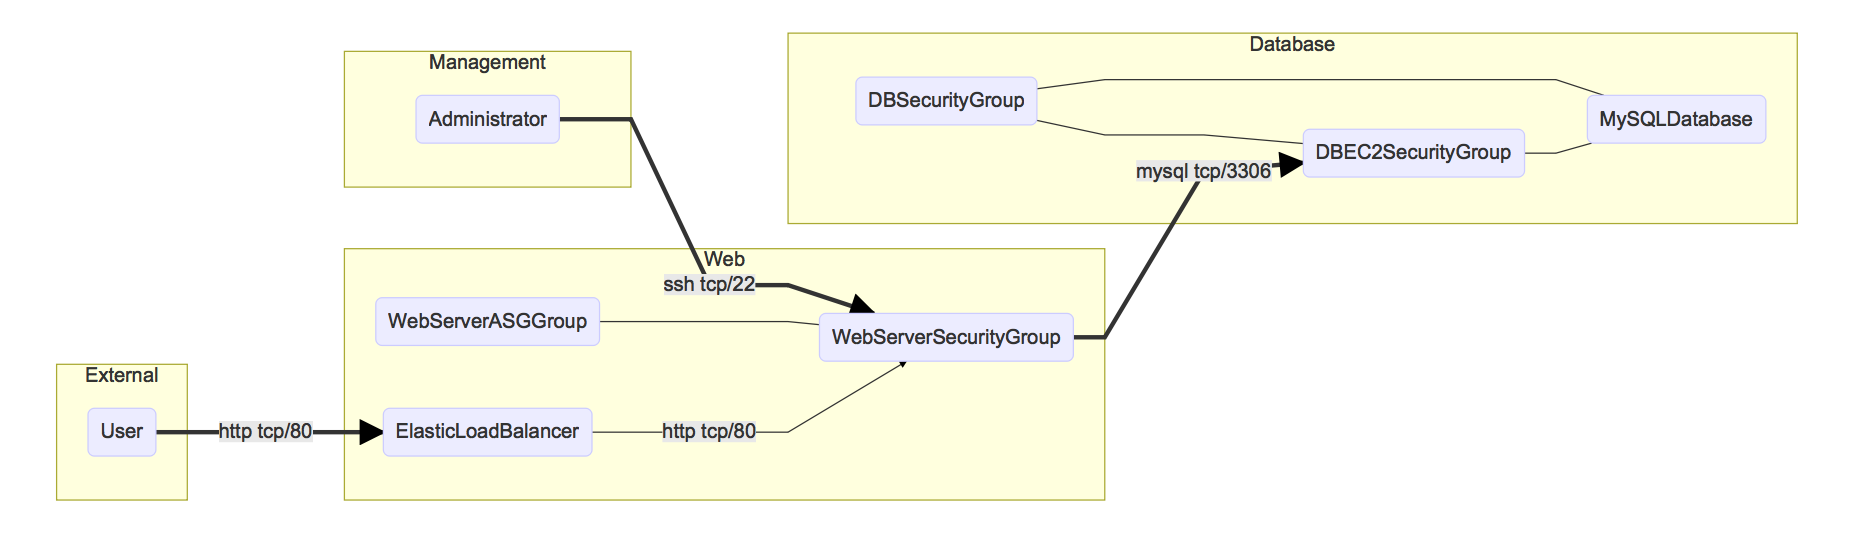 Database
Management
DBSecurityGroup
Administrator
MySQLDatabase
DBEC2SecurityGroup
mysql tcp/3306
Web
ssh tcp/22
WebServerASGGroup
WebServerSecurityGroup
External
User
http tcp/80
ElasticLoadBalancer
http tcp/80